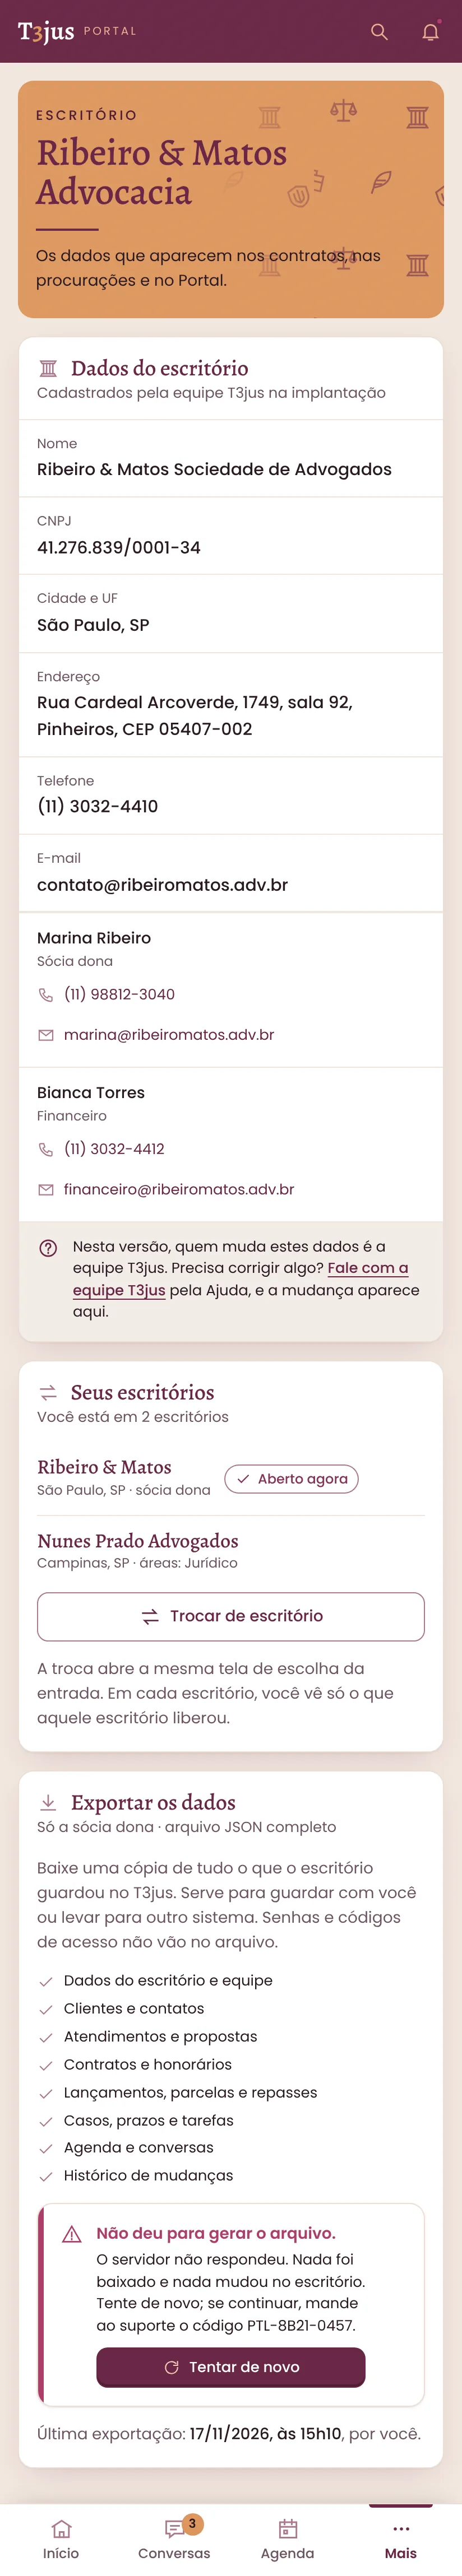 T3jus PORTAL
ESCRITÓRIO
Ribeiro & Matos
Advocacia
Os dados que aparecem nos contratos, nas
procurações e no Portal.
Dados do escritório
Cadastrados pela equipe T3jus na implantação
Nome
Ribeiro & Matos Sociedade de Advogados
CNPJ
41.276.839/0001-34
Cidade e UF
São Paulo, SP
Endereço
Rua Cardeal Arcoverde, 1749, sala 92,
Pinheiros, CEP 05407-002
Telefone
(11) 3032-4410
E-mail
contato@ribeiromatos.adv.br
Marina Ribeiro
Sócia dona
(11) 98812-3040
marina@ribeiromatos.adv.br
Bianca Torres
Financeiro
(11) 3032-4412
financeiro@ribeiromatos.adv.br
Nesta versão, quem muda estes dados é a
equipe T3jus. Precisa corrigir algo? Fale com a
equipe T3jus pela Ajuda, e a mudança aparece
aqui.
Seus escritórios
Você está em 2 escritórios
Ribeiro & Matos
São Paulo, SP · sócia dona
Aberto agora
Nunes Prado Advogados
Campinas, SP · áreas: Jurídico
Trocar de escritório
A troca abre a mesma tela de escolha da
entrada. Em cada escritório, você vê só o que
aquele escritório liberou.
Exportar os dados
Só a sócia dona · arquivo JSON completo
Baixe uma cópia de tudo o que o escritório
guardou no T3jus. Serve para guardar com você
ou levar para outro sistema. Senhas e códigos
de acesso não vão no arquivo.
Dados do escritório e equipe
Clientes e contatos
Atendimentos e propostas
Contratos e honorários
Lançamentos, parcelas e repasses
Casos, prazos e tarefas
Agenda e conversas
Histórico de mudanças
Não deu para gerar o arquivo.
O servidor não respondeu. Nada foi
baixado e nada mudou no escritório.
Tente de novo; se continuar, mande
ao suporte o código PTL-8B21-0457.
Tentar de novo
Última exportação: 17/11/2026, às 15h10, por você.
3
Início
Conversas
Agenda
Mais